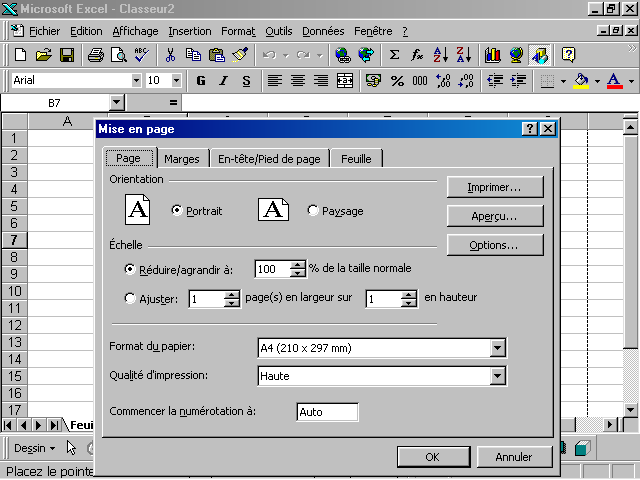 Microsoft Excel - Classeur2
Fichier Edition Affichage Insertion Format Outils Données Fenêtre ?
Σ f* A Z Z A ?
Arial 10 G I S % 000
B7 =
A
1
2
3
4
5
6
7
8
9
10
11
12
13
14
15
16
17
Mise en page
Page Marges En-tête/Pied de page Feuille
Orientation
A Portrait A Paysage
Imprimer...
Aperçu...
Options...
Échelle
Réduire/agrandir à: 100 % de la taille normale
Ajuster: 1 page(s) en largeur sur 1 en hauteur
Format du papier: A4 (210 x 297 mm)
Qualité d'impression: Haute
Commencer la numérotation à: Auto
OK Annuler
Feui
Dessin
Placez le pointe